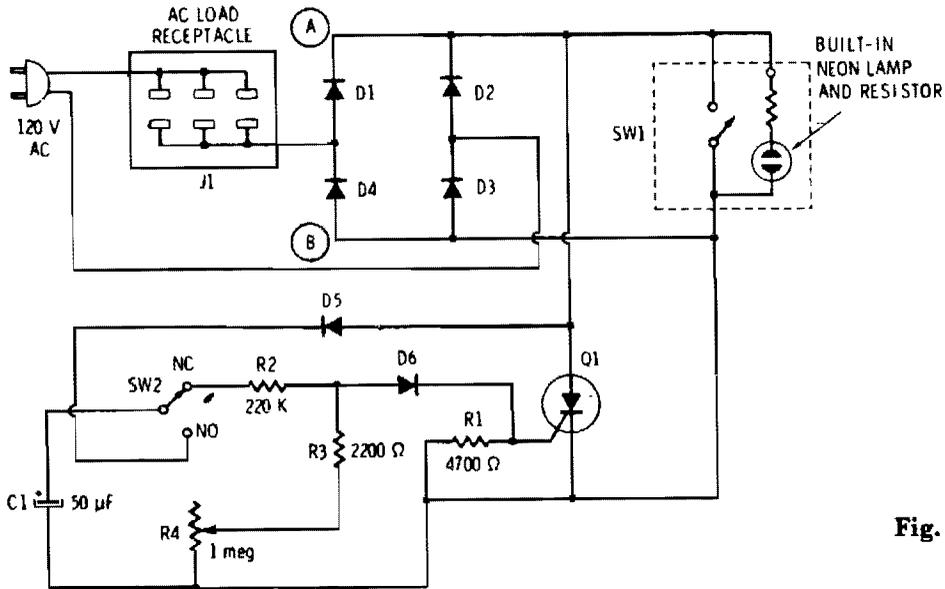 AC LOAD
RECEPTACLE
A
BUILT-IN
NEON LAMP
AND RESISTOR
D1
D2
120 V
AC
SW1
J1
D4
D3
B
D5
D6
Q1
NC
R2
SW2
220 K
R1
NO
R3
2200 Ω
4700 Ω
C1
+
50 µF
R4
1 meg
Fig.